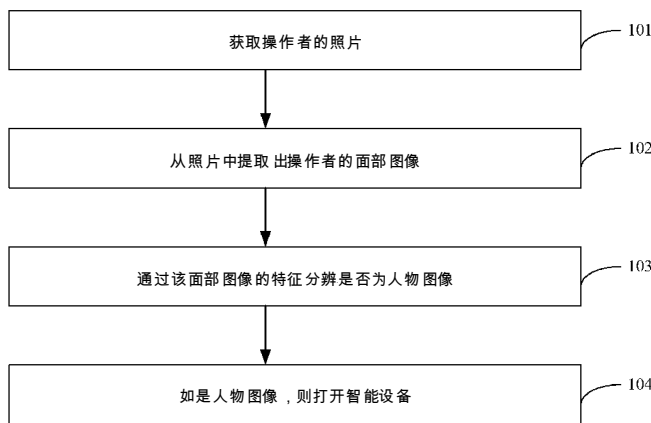 获取操作者的照片
101
从照片中提取出操作者的面部图像
102
通过该面部图像的特征分辨是否为人物图像
103
如是人物图像，则打开智能设备
104